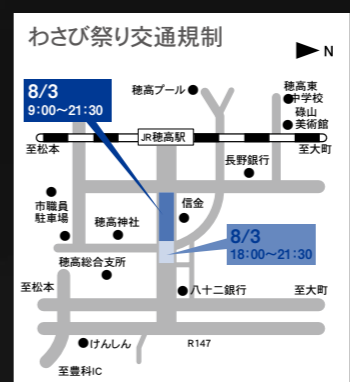 わさび祭り交通規制
N
8/3
9:00～21:30
穂高プール
穂高東
中学校
碌山
美術館
JR穂高駅
至松本
至大町
長野銀行
市職員
駐車場
信金
穂高神社
8/3
18:00～21:30
穂高総合支所
至松本
八十二銀行
至大町
けんしん
R147
至豊科IC